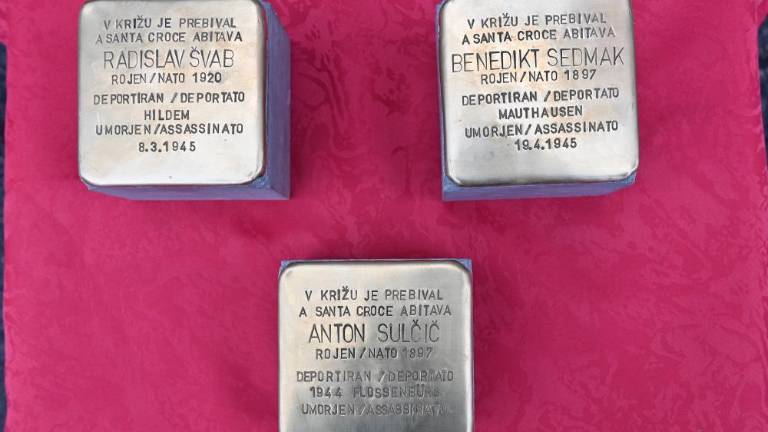 V KRIŽU JE PREBIVAL
A SANTA CROCE ABITAVA
RADISLAV ŠVAB
ROJEN/NATO 1920
DEPORTIRAN/DEPORTATO
HILDEM
UMORJEN/ASSASSINATO
8.3.1945
V KRIŽU JE PREBIVAL
A SANTA CROCE ABITAVA
BENEDIKT SEDMAK
ROJEN/NATO 1897
DEPORTIRAN/DEPORTATO
MAUTHAUSEN
UMORJEN/ASSASSINATO
19.4.1945
V KRIŽU JE PREBIVAL
A SANTA CROCE ABITAVA
ANTON SULČIČ
ROJEN/NATO 1897
DEPORTIRAN/DEPORTATO
1944 FLOSSENBÜRG
UMORJEN/ASSASSINATO